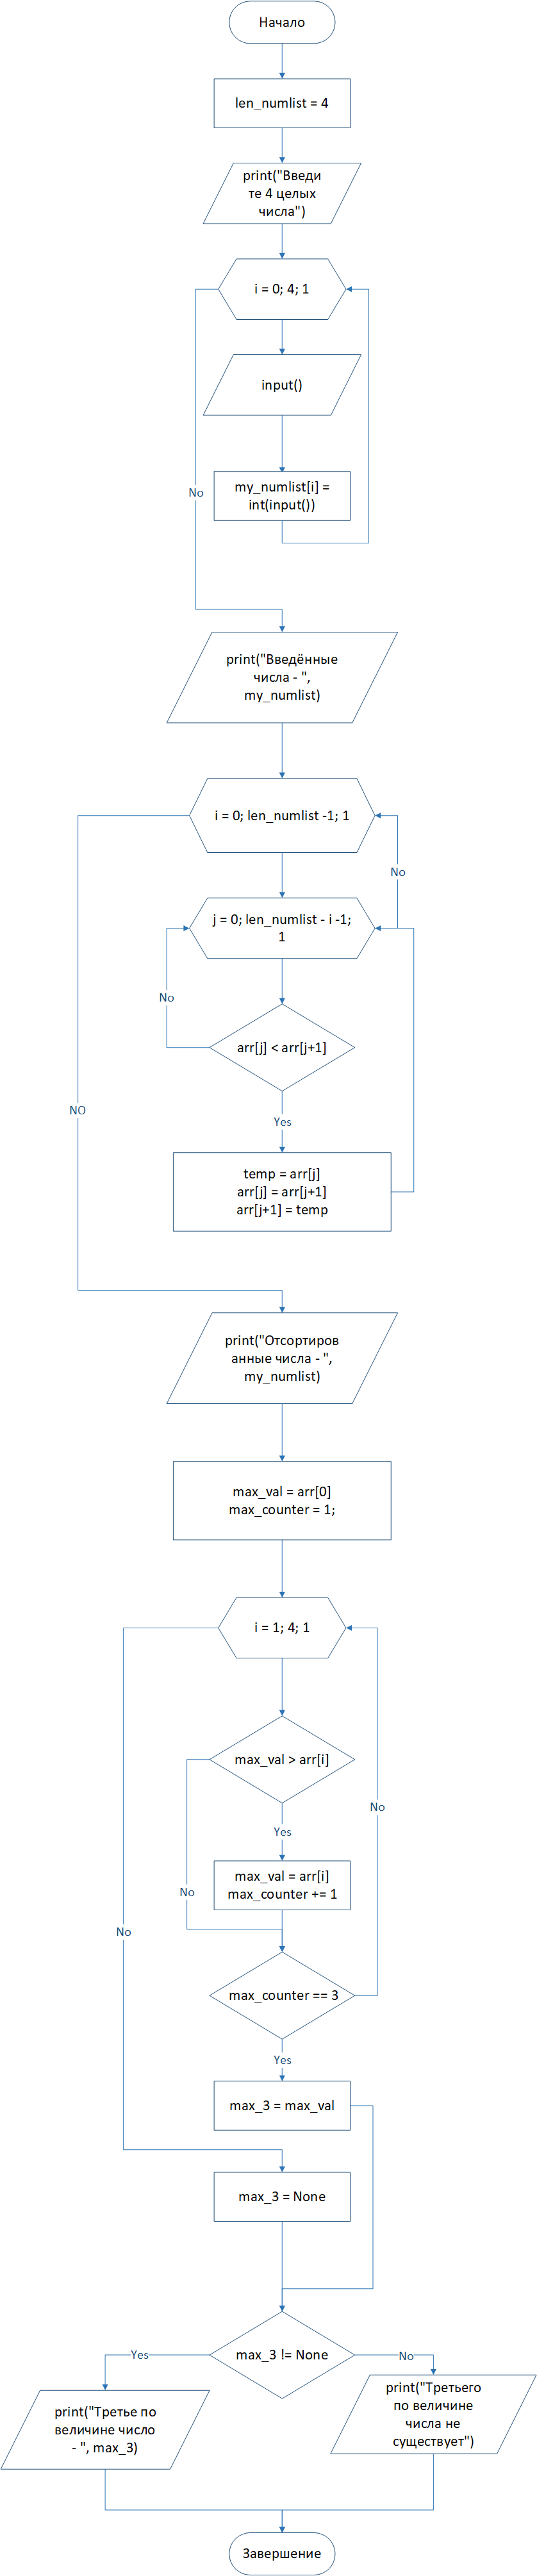 Начало
len_numlist = 4
print("Введи
те 4 целых
числа")
i = 0; 4; 1
input()
No
my_numlist[i] =
int(input())
print("Введённые
числа - ",
my_numlist)
i = 0; len_numlist -1; 1
No
j = 0; len_numlist - i -1;
1
No
arr[j] < arr[j+1]
NO
Yes
temp = arr[j]
arr[j] = arr[j+1]
arr[j+1] = temp
print("Отсортиров
анные числа - ",
my_numlist)
max_val = arr[0]
max_counter = 1;
i = 1; 4; 1
max_val > arr[i]
No
Yes
max_val = arr[i]
max_counter += 1
No
No
max_counter == 3
Yes
max_3 = max_val
max_3 = None
max_3 != None
Yes
No
print("Третье по
величине число
- ", max_3)
print("Третьего
по величине
числа не
существует")
Завершение